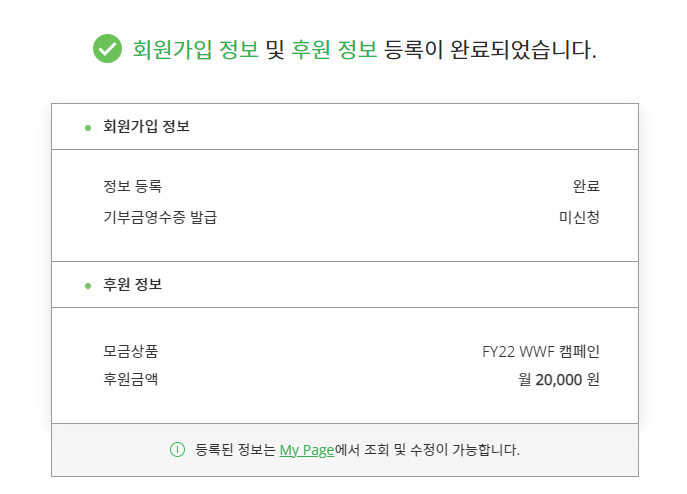 회원가입 정보 및 후원 정보 등록이 완료되었습니다.
회원가입 정보
정보 등록 완료
기부금영수증 발급 미신청
후원 정보
모금상품 FY22 WWF 캠페인
후원금액 월 20,000 원
등록된 정보는 My Page에서 조회 및 수정이 가능합니다.